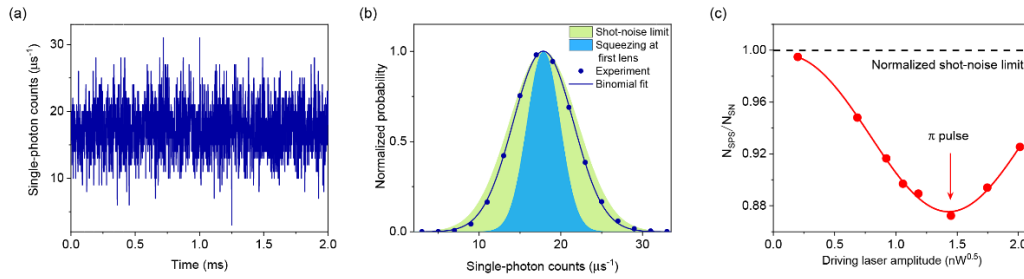 (a)
Single-photon counts (μs⁻¹)
30
20
10
0.0
0.5
1.0
1.5
2.0
Time (ms)
(b)
Normalized probability
1.0
0.5
0.0
Shot-noise limit
Squeezing at
first lens
Experiment
Binomial fit
10
20
30
Single-photon counts (μs⁻¹)
(c)
N_SPS/N_SN
1.00
0.96
0.92
0.88
Normalized shot-noise limit
π pulse
0.0
0.5
1.0
1.5
2.0
Driving laser amplitude (nW⁰·⁵)